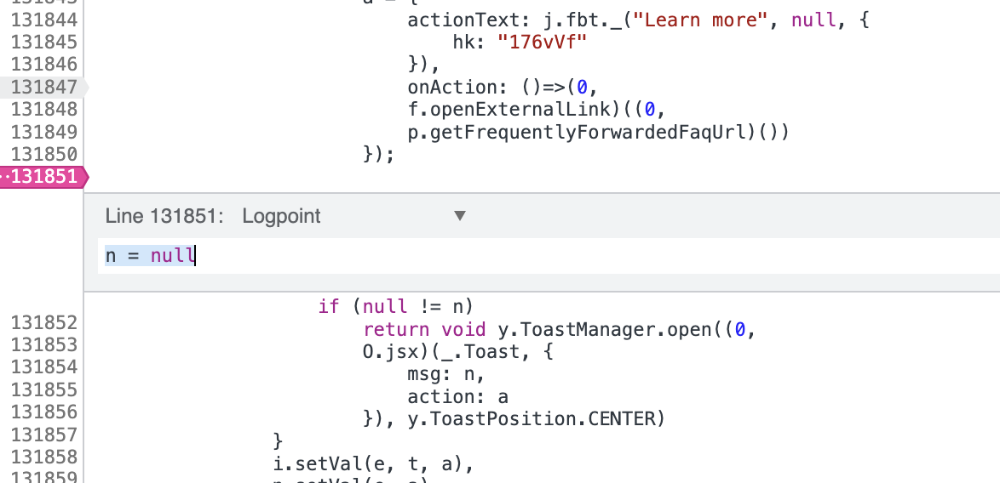 131844 actionText: j.fbt._("Learn more", null, {
131845 hk: "176vVf"
131846 }),
131847 onAction: ()=>(0,
131848 f.openExternalLink)((0,
131849 p.getFrequentlyForwardedFaqUrl)())
131850 });
131851
Line 131851: Logpoint ▼
n = null
if (null != n)
131852 return void y.ToastManager.open((0,
131853 O.jsx)(_.Toast, {
131854 msg: n,
131855 action: a
131856 }), y.ToastPosition.CENTER)
131857 }
131858 i.setVal(e, t, a),
131859